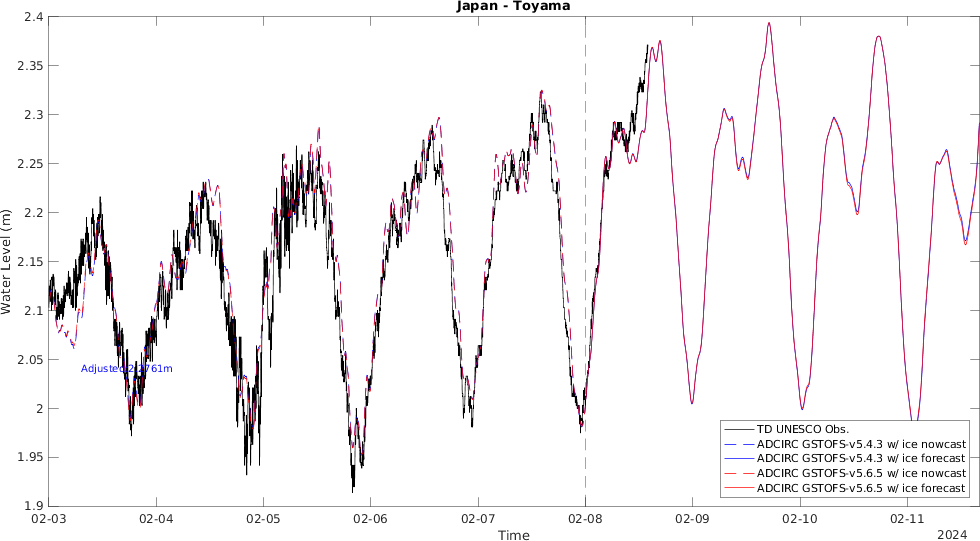 Japan - Toyama
Water Level (m)
2.4
2.35
2.3
2.25
2.2
2.15
2.1
2.05
2
1.95
1.9
TD UNESCO Obs.
ADCIRC GSTOFS-v5.4.3 w/ ice nowcast
ADCIRC GSTOFS-v5.4.3 w/ ice forecast
ADCIRC GSTOFS-v5.6.5 w/ ice nowcast
ADCIRC GSTOFS-v5.6.5 w/ ice forecast
02-03 02-04 02-05 02-06 02-07 02-08 02-09 02-10 02-11
Time
2024